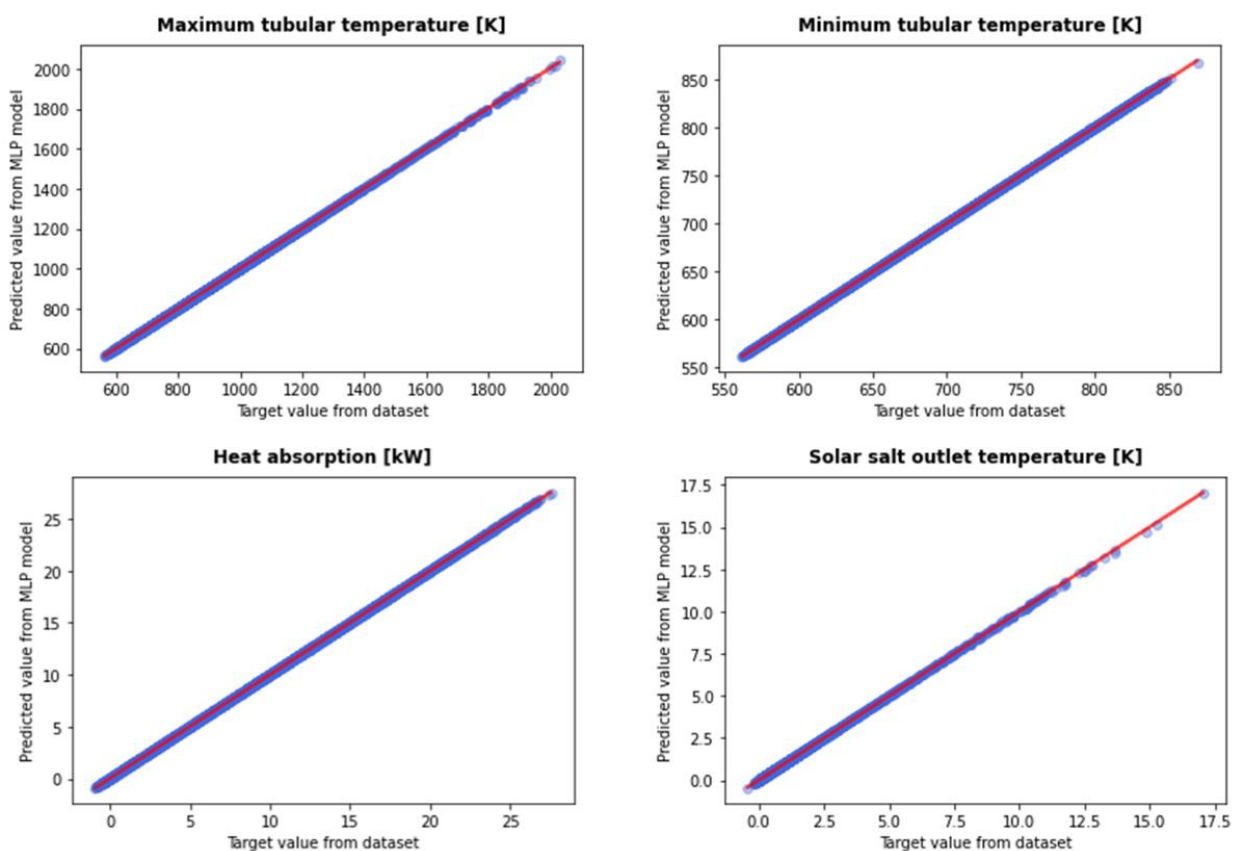 Maximum tubular temperature [K]
Predicted value from MLP model
2000
1800
1600
1400
1200
1000
800
600
600 800 1000 1200 1400 1600 1800 2000
Target value from dataset
Minimum tubular temperature [K]
Predicted value from MLP model
850
800
750
700
650
600
550
550 600 650 700 750 800 850
Target value from dataset
Heat absorption [kW]
Predicted value from MLP model
25
20
15
10
5
0
0 5 10 15 20 25
Target value from dataset
Solar salt outlet temperature [K]
Predicted value from MLP model
17.5
15.0
12.5
10.0
7.5
5.0
2.5
0.0
0.0 2.5 5.0 7.5 10.0 12.5 15.0 17.5
Target value from dataset